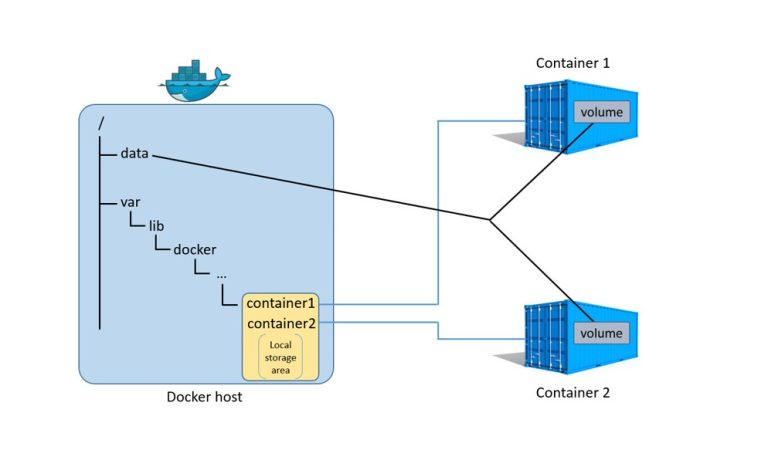 Container 1
volume
/
data
var
lib
docker
...
container1
container2
Local
storage
area
Docker host
volume
Container 2